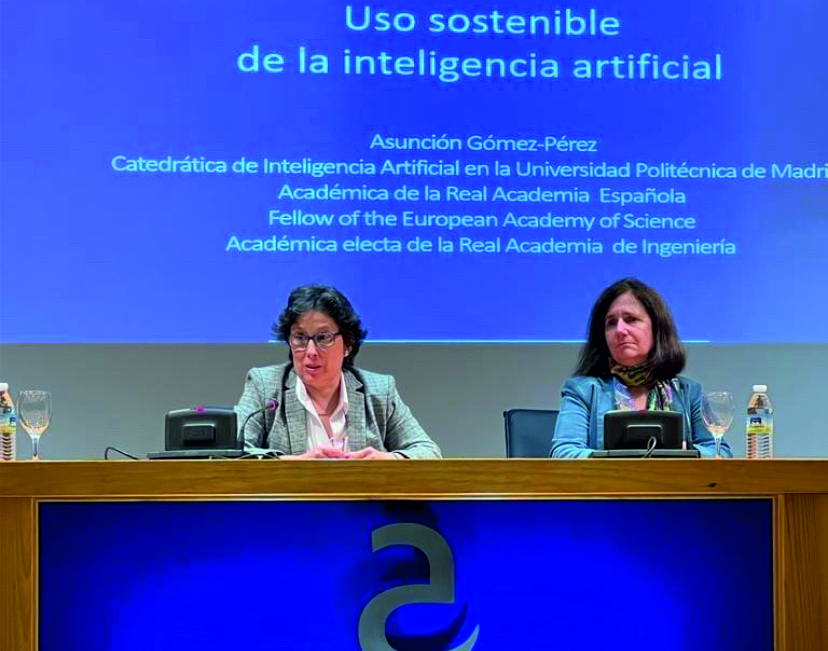 Uso sostenible
de la inteligencia artificial
Asunción Gómez-Pérez
Catedrática de Inteligencia Artificial en la Universidad Politécnica de Madri
Académica de la Real Academia Española
Fellow of the European Academy of Science
Académica electa de la Real Academia de Ingeniería